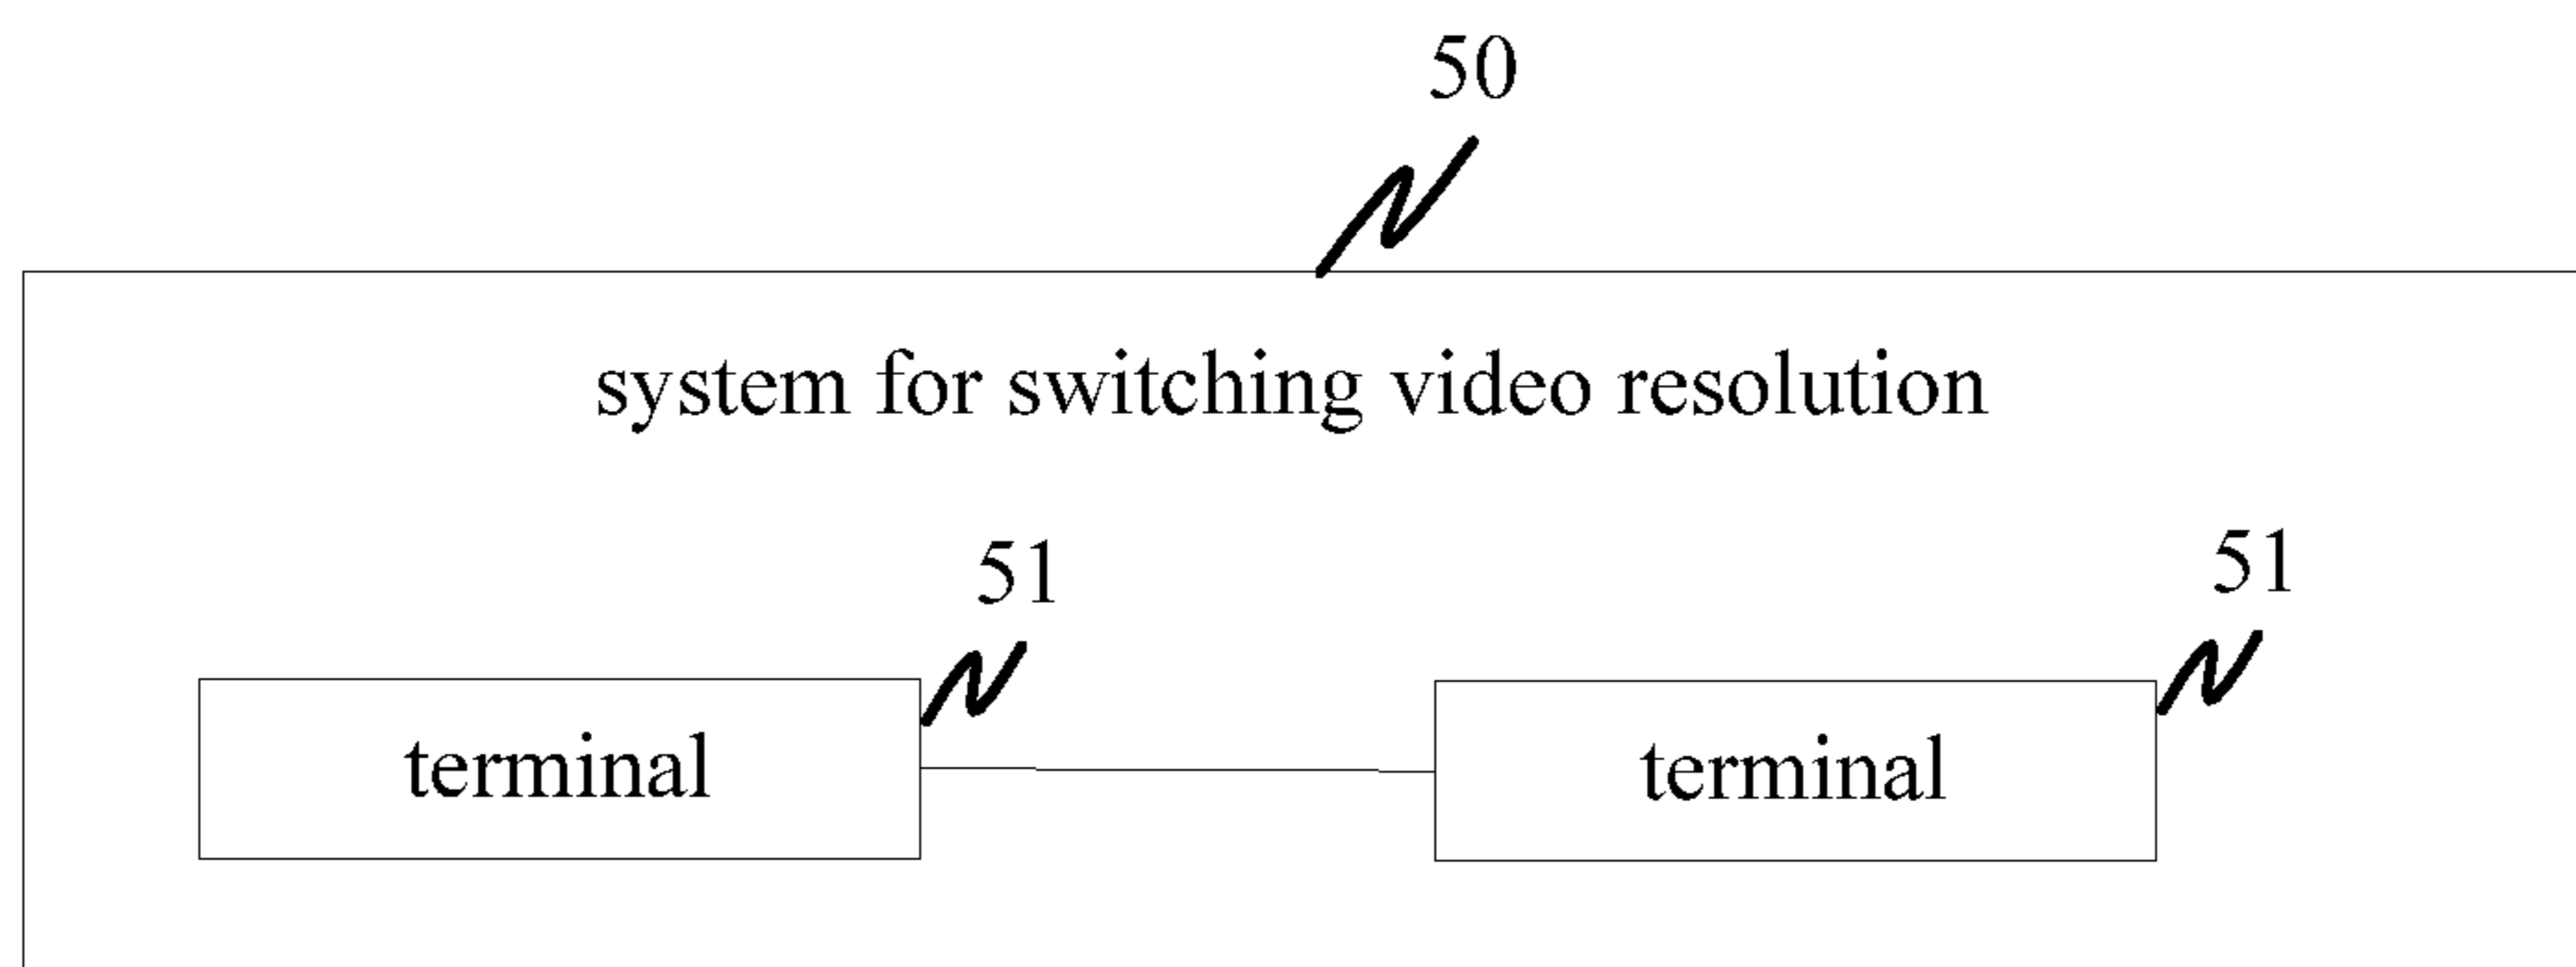 50
system for switching video resolution
51
51
terminal
terminal